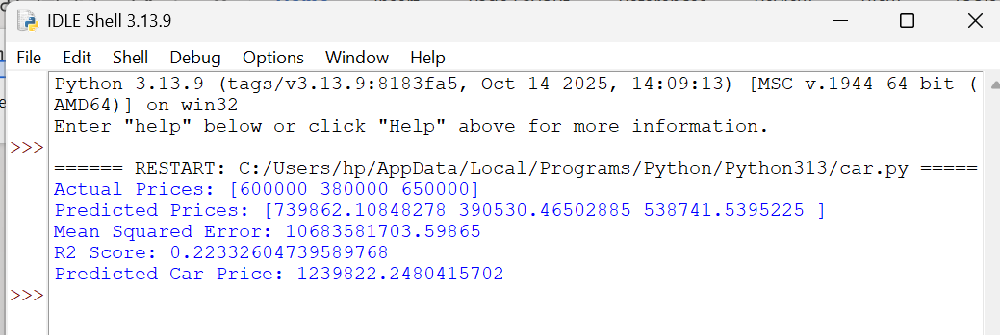 IDLE Shell 3.13.9
File Edit Shell Debug Options Window Help
Python 3.13.9 (tags/v3.13.9:8183fa5, Oct 14 2025, 14:09:13) [MSC v.1944 64 bit (
AMD64)] on win32
Enter "help" below or click "Help" above for more information.
>>>
====== RESTART: C:/Users/hp/AppData/Local/Programs/Python/Python313/car.py =====
Actual Prices: [600000 380000 650000]
Predicted Prices: [739862.10848278 390530.46502885 538741.5395225 ]
Mean Squared Error: 10683581703.59865
R2 Score: 0.22332604739589768
Predicted Car Price: 1239822.2480415702
>>>